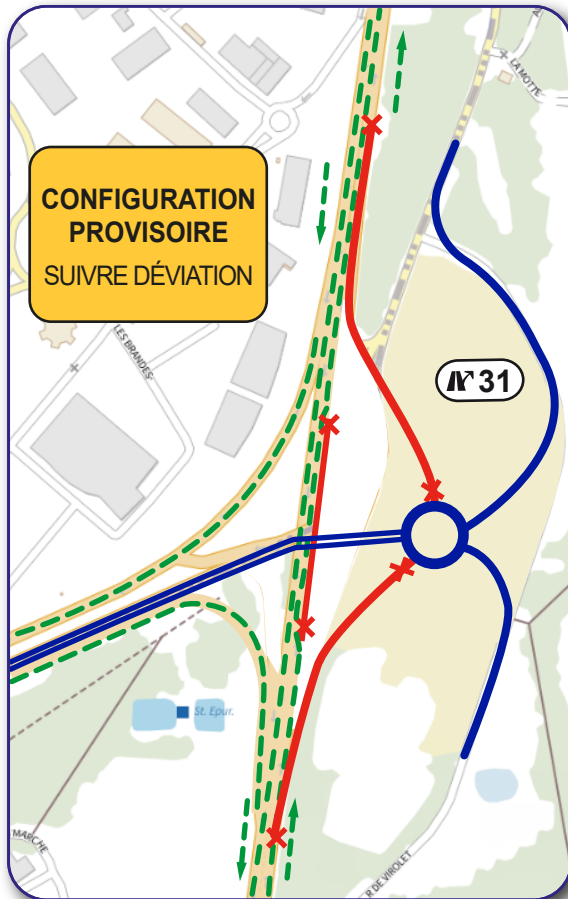 LA MOTTE
CONFIGURATION
PROVISOIRE
SUIVRE DÉVIATION
LES BRANDES
31
St. Epur.
MARCHE
R DE VIROLET